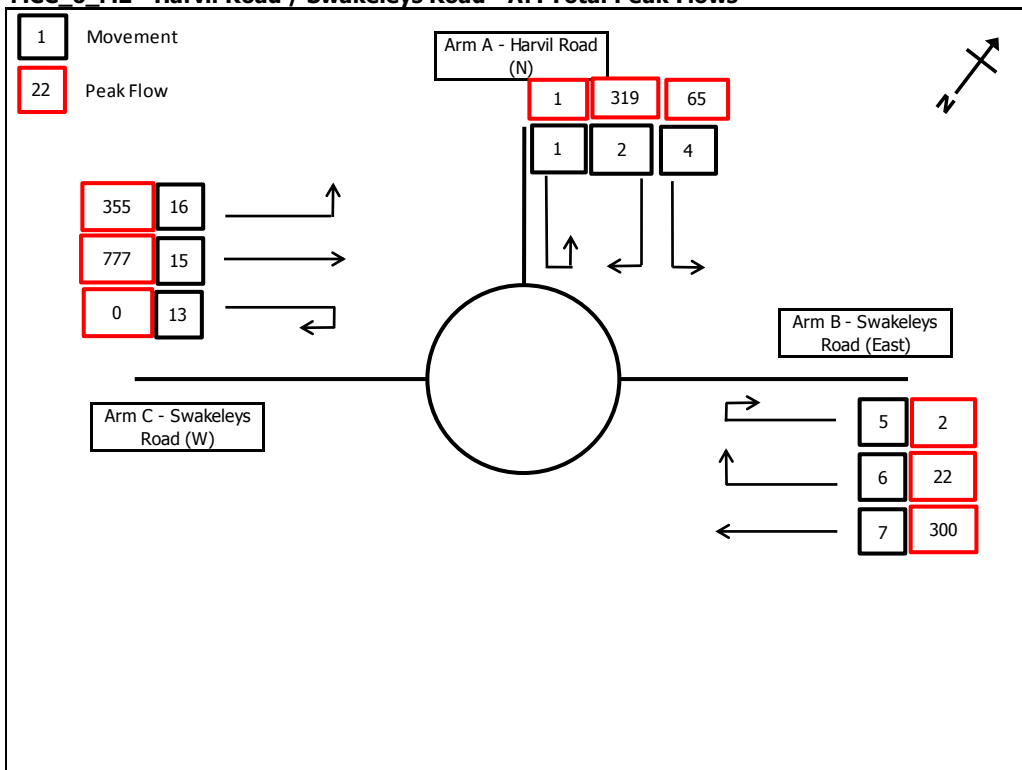 1 Movement
22 Peak Flow
Arm A - Harvil Road
(N)
N
1 319 65
1 2 4
355 16
777 15
0 13
Arm B - Swakeleys
Road (East)
Arm C - Swakeleys
Road (W)
5 2
6 22
7 300